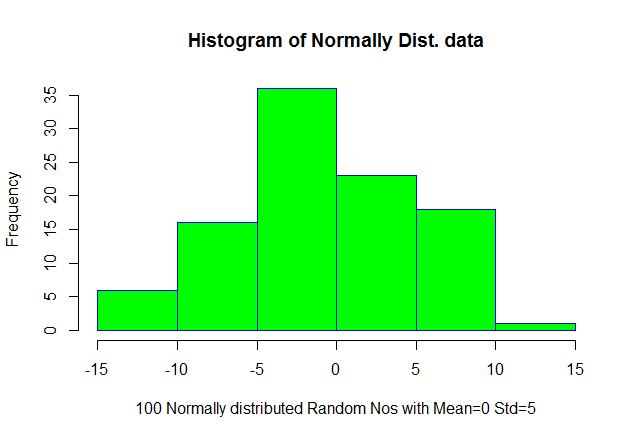 Histogram of Normally Dist. data
Frequency
35
30
25
20
15
10
5
0
-15 -10 -5 0 5 10 15
100 Normally distributed Random Nos with Mean=0 Std=5